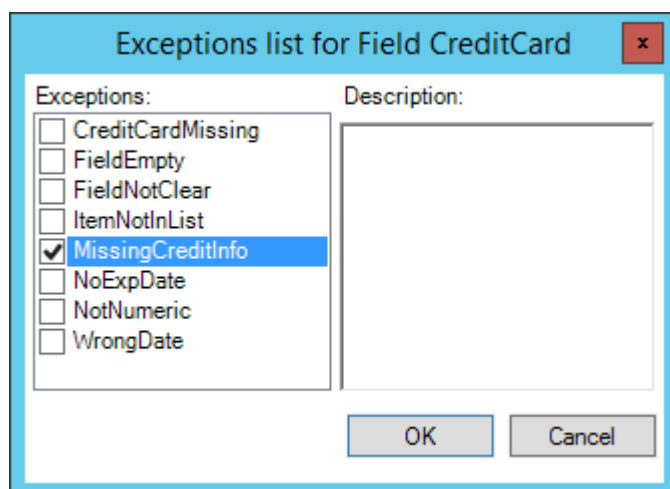 Exceptions list for Field CreditCard
x
Exceptions:
Description:
CreditCardMissing
FieldEmpty
FieldNotClear
ItemNotInList
MissingCreditInfo
NoExpDate
NotNumeric
WrongDate
OK
Cancel